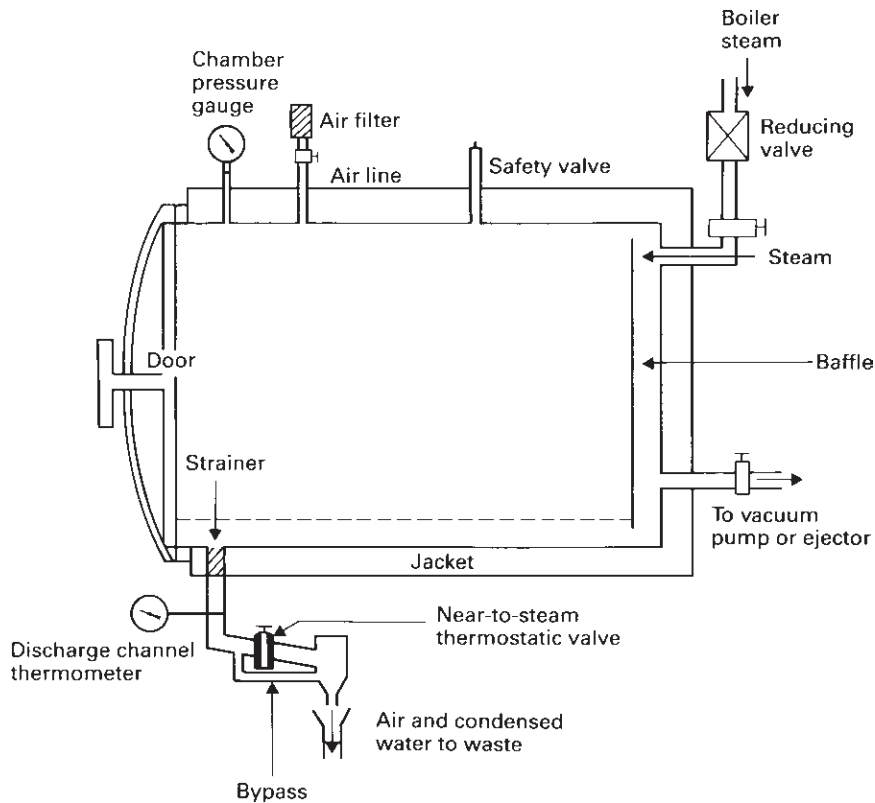 Boiler
steam
Chamber
pressure
gauge
Air filter
Reducing
valve
Air line
Safety valve
Steam
Door
Baffle
Strainer
To vacuum
pump or ejector
Jacket
Near-to-steam
thermostatic valve
Discharge channel
thermometer
Air and condensed
water to waste
Bypass